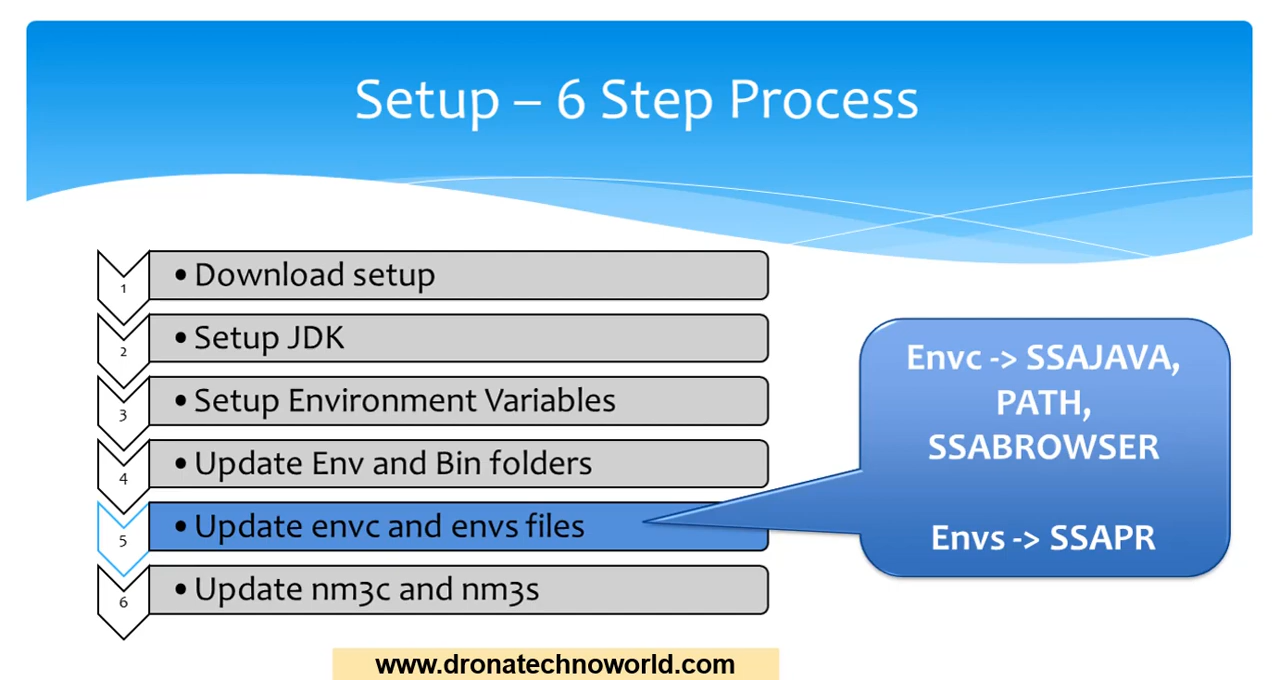 Setup – 6 Step Process
1
• Download setup
2
• Setup JDK
3
• Setup Environment Variables
4
• Update Env and Bin folders
5
• Update envc and envs files
6
• Update nm3c and nm3s
Envc -> SSAJAVA,
PATH,
SSABROWSER
Envs -> SSAPR
www.dronatechnoworld.com